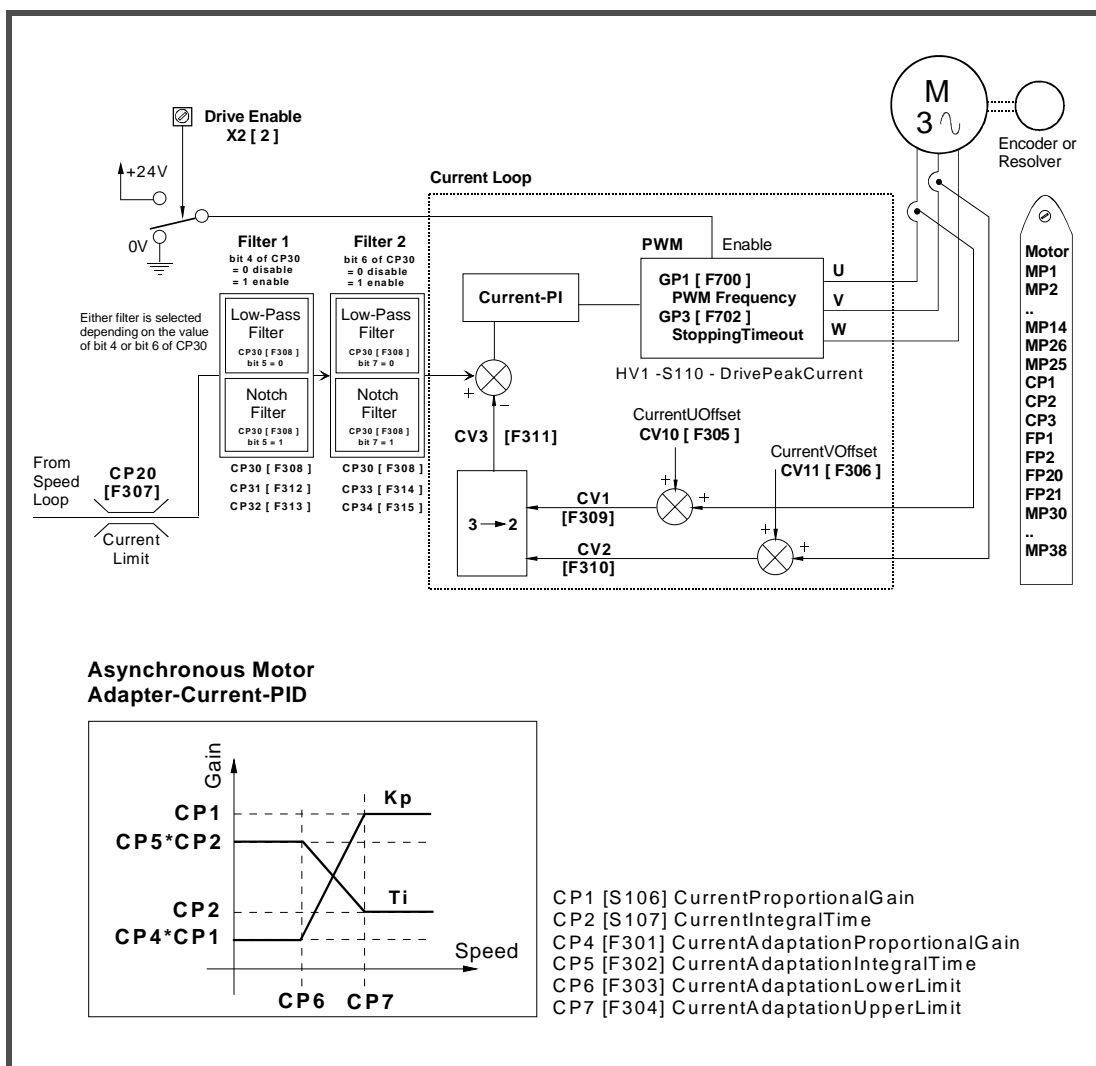 Drive Enable
X2 [ 2 ]
+24V
0V
M
3
Encoder or
Resolver
Current Loop
Filter 1
bit 4 of CP30
= 0 disable
= 1 enable
Filter 2
bit 6 of CP30
= 0 disable
= 1 enable
Either filter is selected
depending on the value
of bit 4 or bit 6 of CP30
Low-Pass
Filter
CP30 [ F308 ]
bit 5 = 0
Notch
Filter
CP30 [ F308 ]
bit 5 = 1
Low-Pass
Filter
CP30 [ F308 ]
bit 7 = 0
Notch
Filter
CP30 [ F308 ]
bit 7 = 1
CP30 [ F308 ]
CP31 [ F312 ]
CP32 [ F313 ]
CP30 [ F308 ]
CP33 [ F314 ]
CP34 [ F315 ]
From
Speed
Loop
CP20
[F307]
Current
Limit
Current-PI
+
-
PWM
Enable
GP1 [ F700 ]
PWM Frequency
GP3 [ F702 ]
StoppingTimeout
U
V
W
HV1 -S110 - DrivePeakCurrent
CurrentUOffset
CV10 [ F305 ]
CurrentVOffset
CV11 [ F306 ]
CV3 [F311]
3 → 2
CV1
[F309]
+
+
CV2
[F310]
+
+
Motor
MP1
MP2
..
MP14
MP26
MP25
CP1
CP2
CP3
FP1
FP2
FP20
FP21
MP30
..
MP38
Asynchronous Motor
Adapter-Current-PID
Gain
CP1
CP5*CP2
CP2
CP4*CP1
Kp
Ti
Speed
CP6
CP7
CP1 [S106] CurrentProportionalGain
CP2 [S107] CurrentIntegralTime
CP4 [F301] CurrentAdaptationProportionalGain
CP5 [F302] CurrentAdaptationIntegralTime
CP6 [F303] CurrentAdaptationLowerLimit
CP7 [F304] CurrentAdaptationUpperLimit